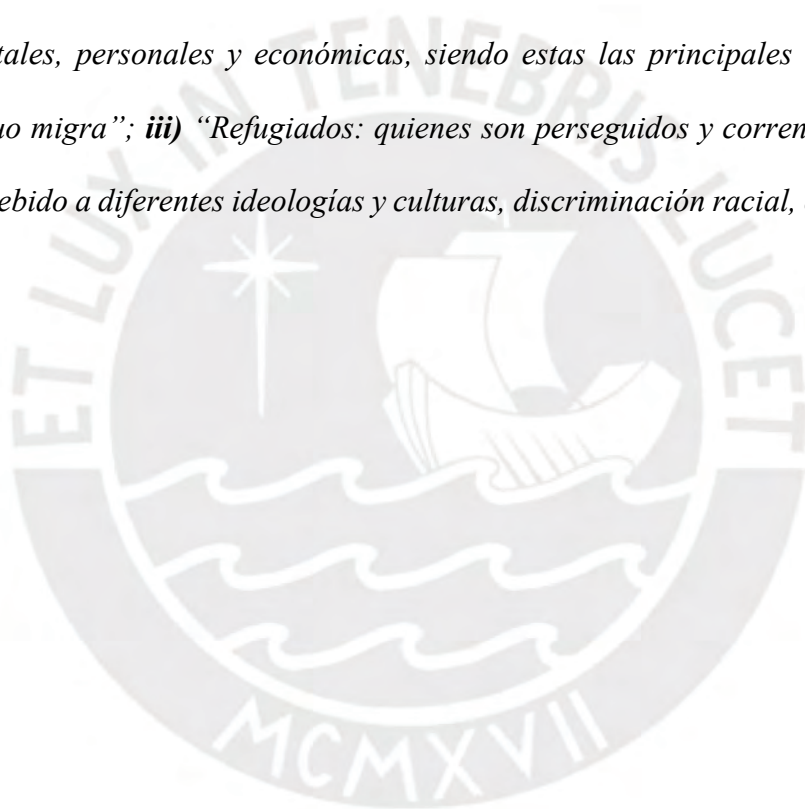 tales, personales y económicas, siendo estas las principales
uo migra”; iii) “Refugiados: quienes son perseguidos y corren
ebido a diferentes ideologías y culturas, discriminación racial,
ET LUX IN TENEBRIS LUCET
MCMXVII